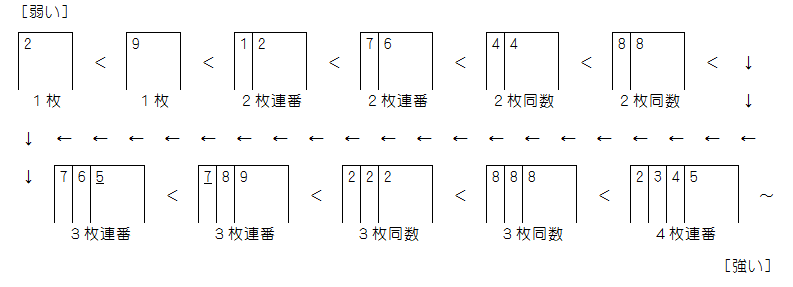 ［弱い］
2 ＜ 9 ＜ 1 2 ＜ 7 6 ＜ 4 4 ＜ 8 8 ＜ ↓
１枚 １枚 ２枚連番 ２枚連番 ２枚同数 ２枚同数 ↓
↓ ← ← ← ← ← ← ← ← ← ← ← ← ← ← ← ← ← ← ← ←
↓ 7 6 5 ＜ 7 8 9 ＜ 2 2 2 ＜ 8 8 8 ＜ 2 3 4 5 ～
３枚連番 ３枚連番 ３枚同数 ３枚同数 ４枚連番
［強い］